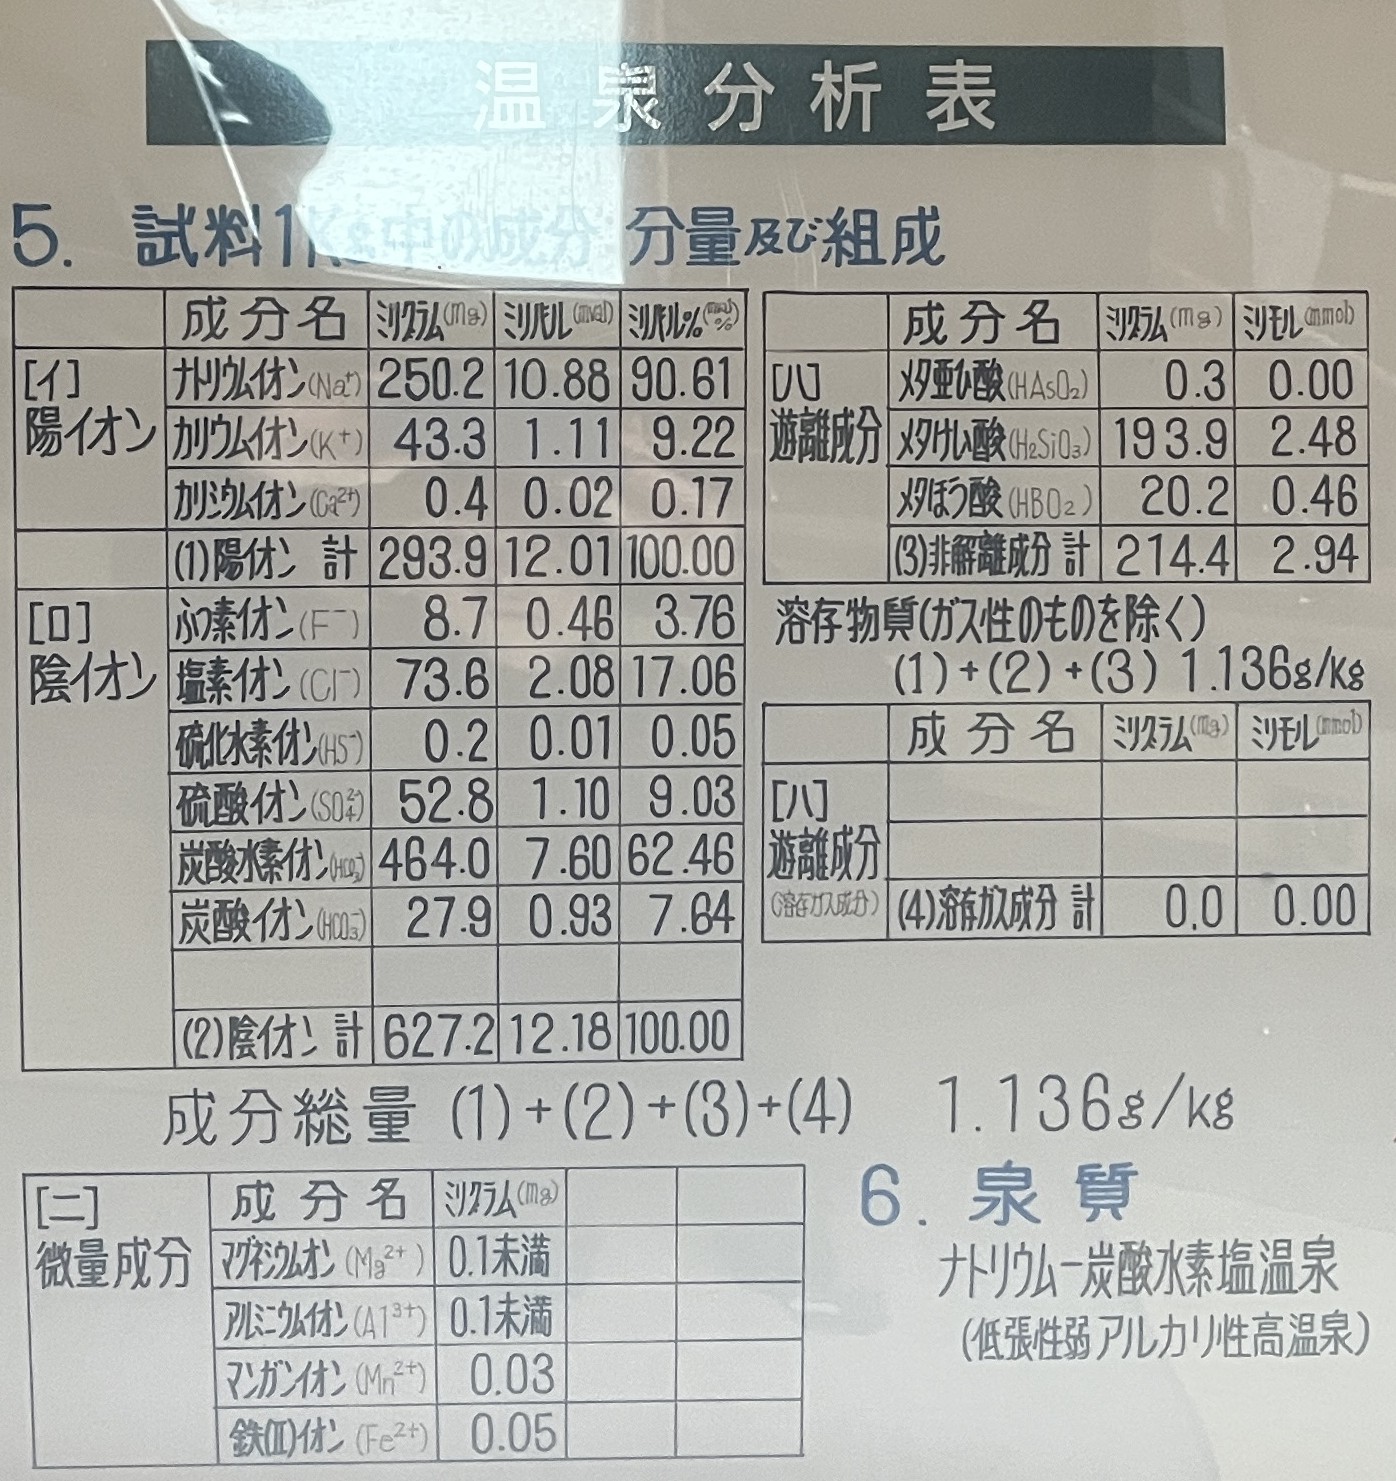 温泉分析表
5. 試料1Kg中の成分 分量及び組成
成分名 ミリグラム(mg) ミリバル(mval) ミリバル%(mval%)
[イ]陽イオン
ナトリウムイオン(Na⁺) 250.2 10.88 90.61
カリウムイオン(K⁺) 43.3 1.11 9.22
カリシウムイオン(Ca²⁺) 0.4 0.02 0.17
(1)陽イオン 計 293.9 12.01 100.00
[ロ]陰イオン
ふっ素イオン(F⁻) 8.7 0.46 3.76
塩素イオン(Cl⁻) 73.6 2.08 17.06
硫化水素イオン(HS⁻) 0.2 0.01 0.05
硫酸イオン(SO₄²⁻) 52.8 1.10 9.03
炭酸水素イオン(HCO₃⁻) 464.0 7.60 62.46
炭酸イオン(HCO₃⁻) 27.9 0.93 7.64
(2)陰イオン 計 627.2 12.18 100.00
成分名 ミリグラム(mg) ミリモル(mmol)
[ハ]遊離成分
メタ亜ひ酸(HAsO₂) 0.3 0.00
メタけい酸(H₂SiO₃) 193.9 2.48
メタほう酸(HBO₂) 20.2 0.46
(3)非解離成分 計 214.4 2.94
溶存物質(ガス性のものを除く)
(1)+(2)+(3) 1.136g/kg
成分名 ミリグラム(mg) ミリモル(mmol)
[ハ]遊離成分
(溶存ガス成分)
(4)溶存ガス成分 計 0.0 0.00
成分総量 (1)+(2)+(3)+(4) 1.136g/kg
[ニ]微量成分
成分名 ミリグラム(mg)
マグネシウムオン(Mg²⁺) 0.1未満
アルミニウムイオン(Al³⁺) 0.1未満
マンガンイオン(Mn²⁺) 0.03
鉄(II)イオン(Fe²⁺) 0.05
6. 泉質
ナトリウムー炭酸水素塩温泉
(低張性弱アルカリ性高温泉)